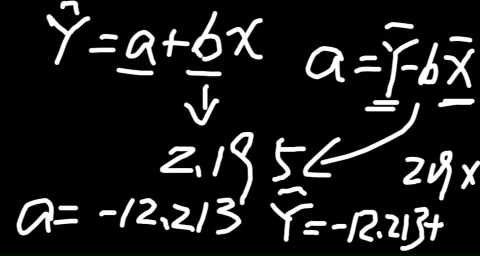 Ŷ = a + bX
a = Ȳ - bX̄
2.195
2.19x
a = -12.213
Ŷ = -12.213+